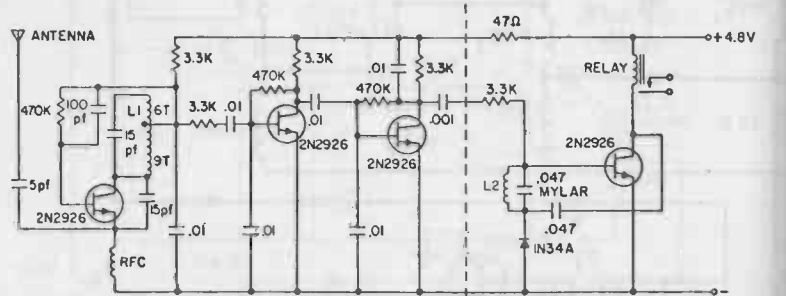 ANTENNA
47Ω
+4.8V
3.3K
3.3K
.01
3.3K
RELAY
470K
100 pf
L1
6T
15 pf
9T
3.3K
.01
470K
.01
470K
.001
3.3K
2N2926
2N2926
2N2926
5pf
2N2926
15pf
L2
.047
MYLAR
.047
.01
.01
.01
1N34A
RFC
-